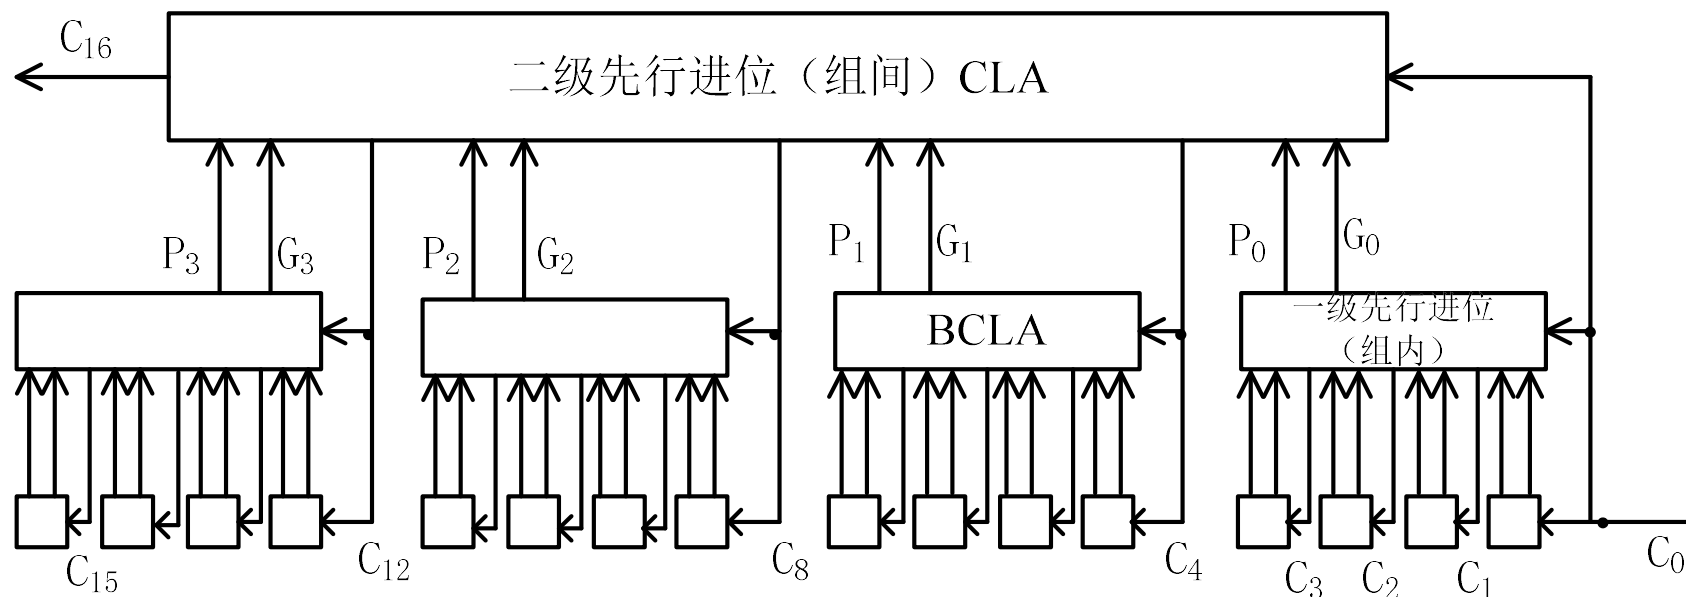 C₁₆
二级先行进位（组间）CLA
P₃ G₃ P₂ G₂ P₁ G₁ P₀ G₀
BCLA
一级先行进位
（组内）
C₁₅ C₁₂ C₈ C₄ C₃ C₂ C₁ C₀